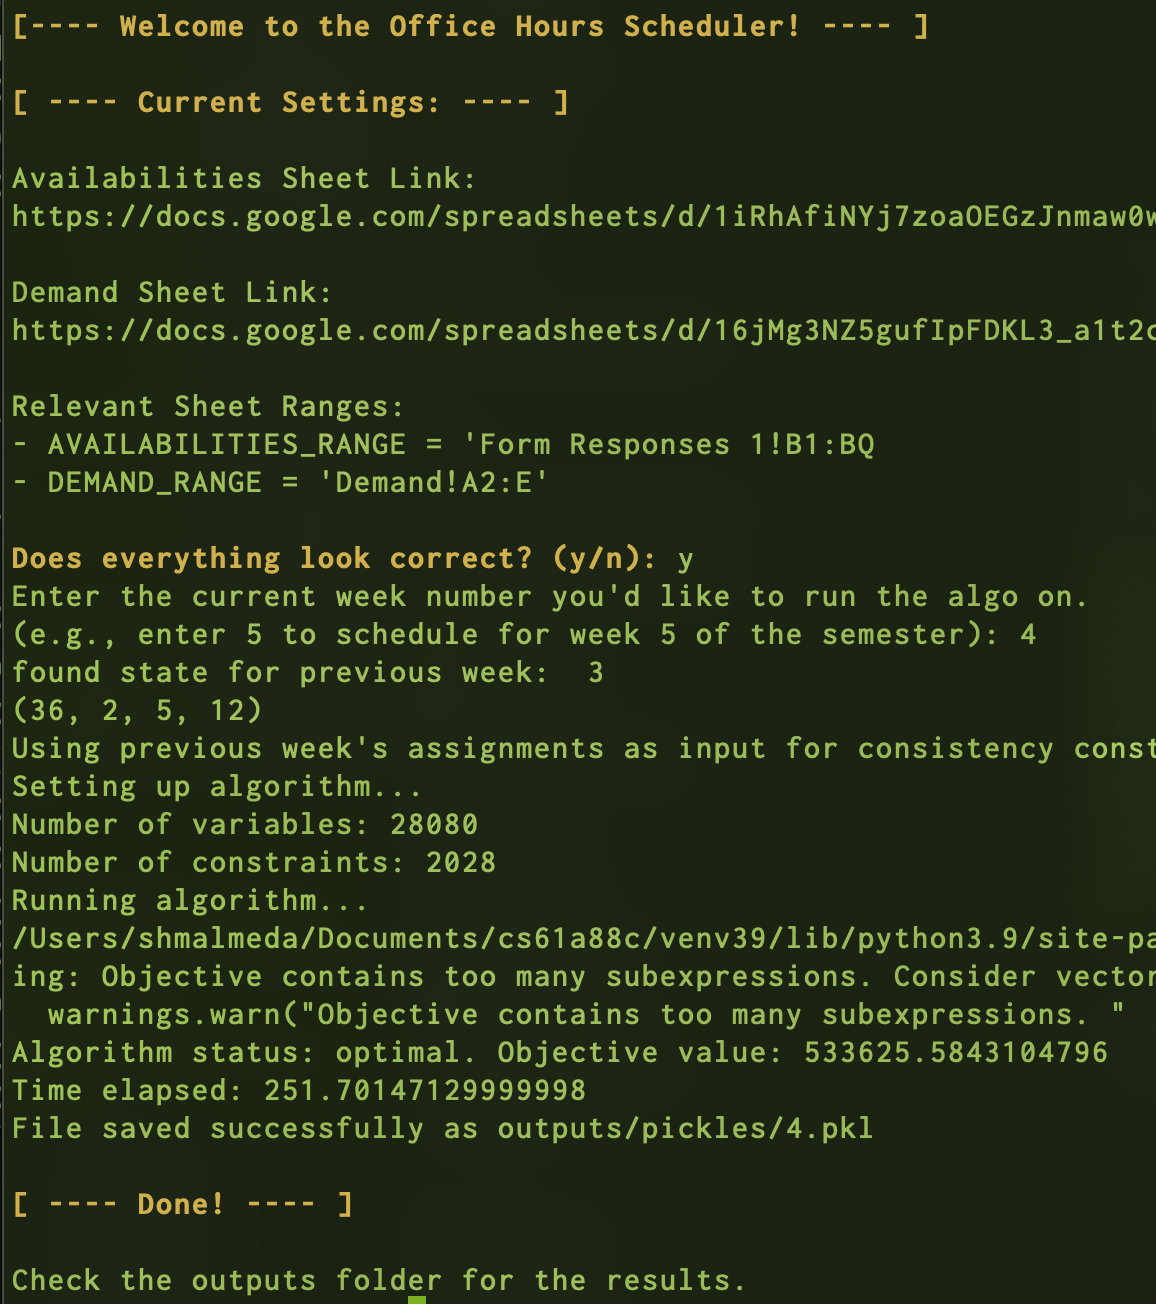 [---- Welcome to the Office Hours Scheduler! ---- ]
[ ---- Current Settings: ---- ]
Availabilities Sheet Link:
https://docs.google.com/spreadsheets/d/1iRhAfiNYj7zoaOEGzJnmaw0w
Demand Sheet Link:
https://docs.google.com/spreadsheets/d/16jMg3NZ5gufIpFDKL3_a1t2c
Relevant Sheet Ranges:
- AVAILABILITIES_RANGE = 'Form Responses 1!B1:BQ
- DEMAND_RANGE = 'Demand!A2:E'
Does everything look correct? (y/n): y
Enter the current week number you'd like to run the algo on.
(e.g., enter 5 to schedule for week 5 of the semester): 4
found state for previous week:  3
(36, 2, 5, 12)
Using previous week's assignments as input for consistency const
Setting up algorithm...
Number of variables: 28080
Number of constraints: 2028
Running algorithm...
/Users/shmalmeda/Documents/cs61a88c/venv39/lib/python3.9/site-pa
ing: Objective contains too many subexpressions. Consider vector
  warnings.warn("Objective contains too many subexpressions. "
Algorithm status: optimal. Objective value: 533625.5843104796
Time elapsed: 251.70147129999998
File saved successfully as outputs/pickles/4.pkl
[ ---- Done! ---- ]
Check the outputs folder for the results.